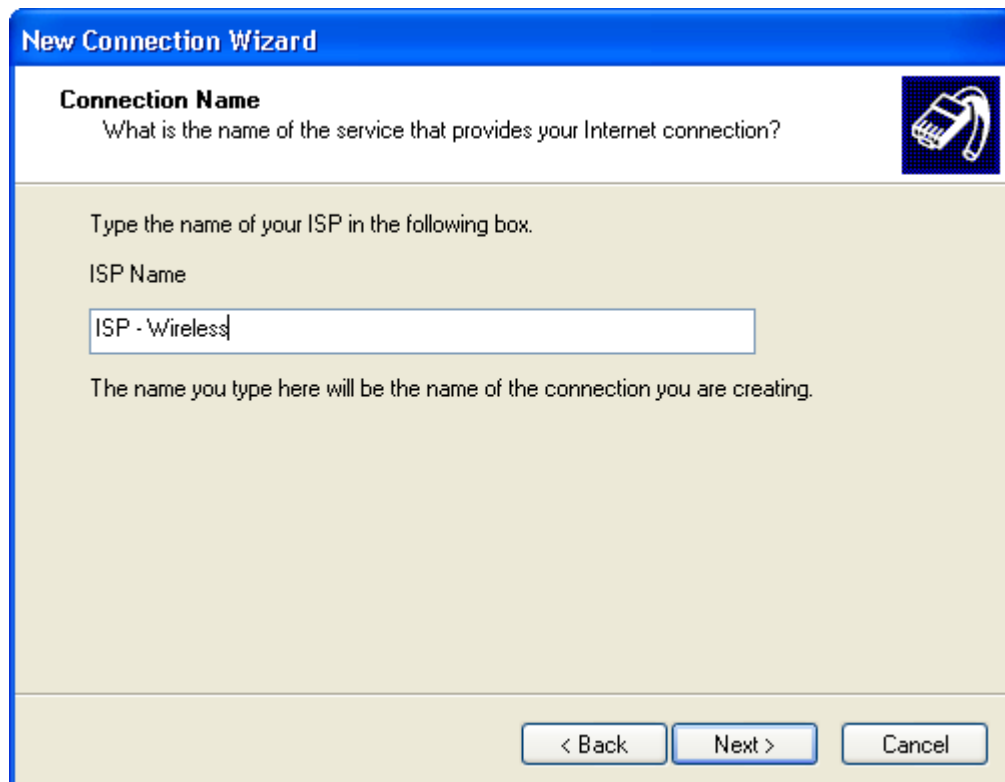 New Connection Wizard
Connection Name
What is the name of the service that provides your Internet connection?
Type the name of your ISP in the following box.
ISP Name
ISP - Wireless
The name you type here will be the name of the connection you are creating.
< Back Next > Cancel